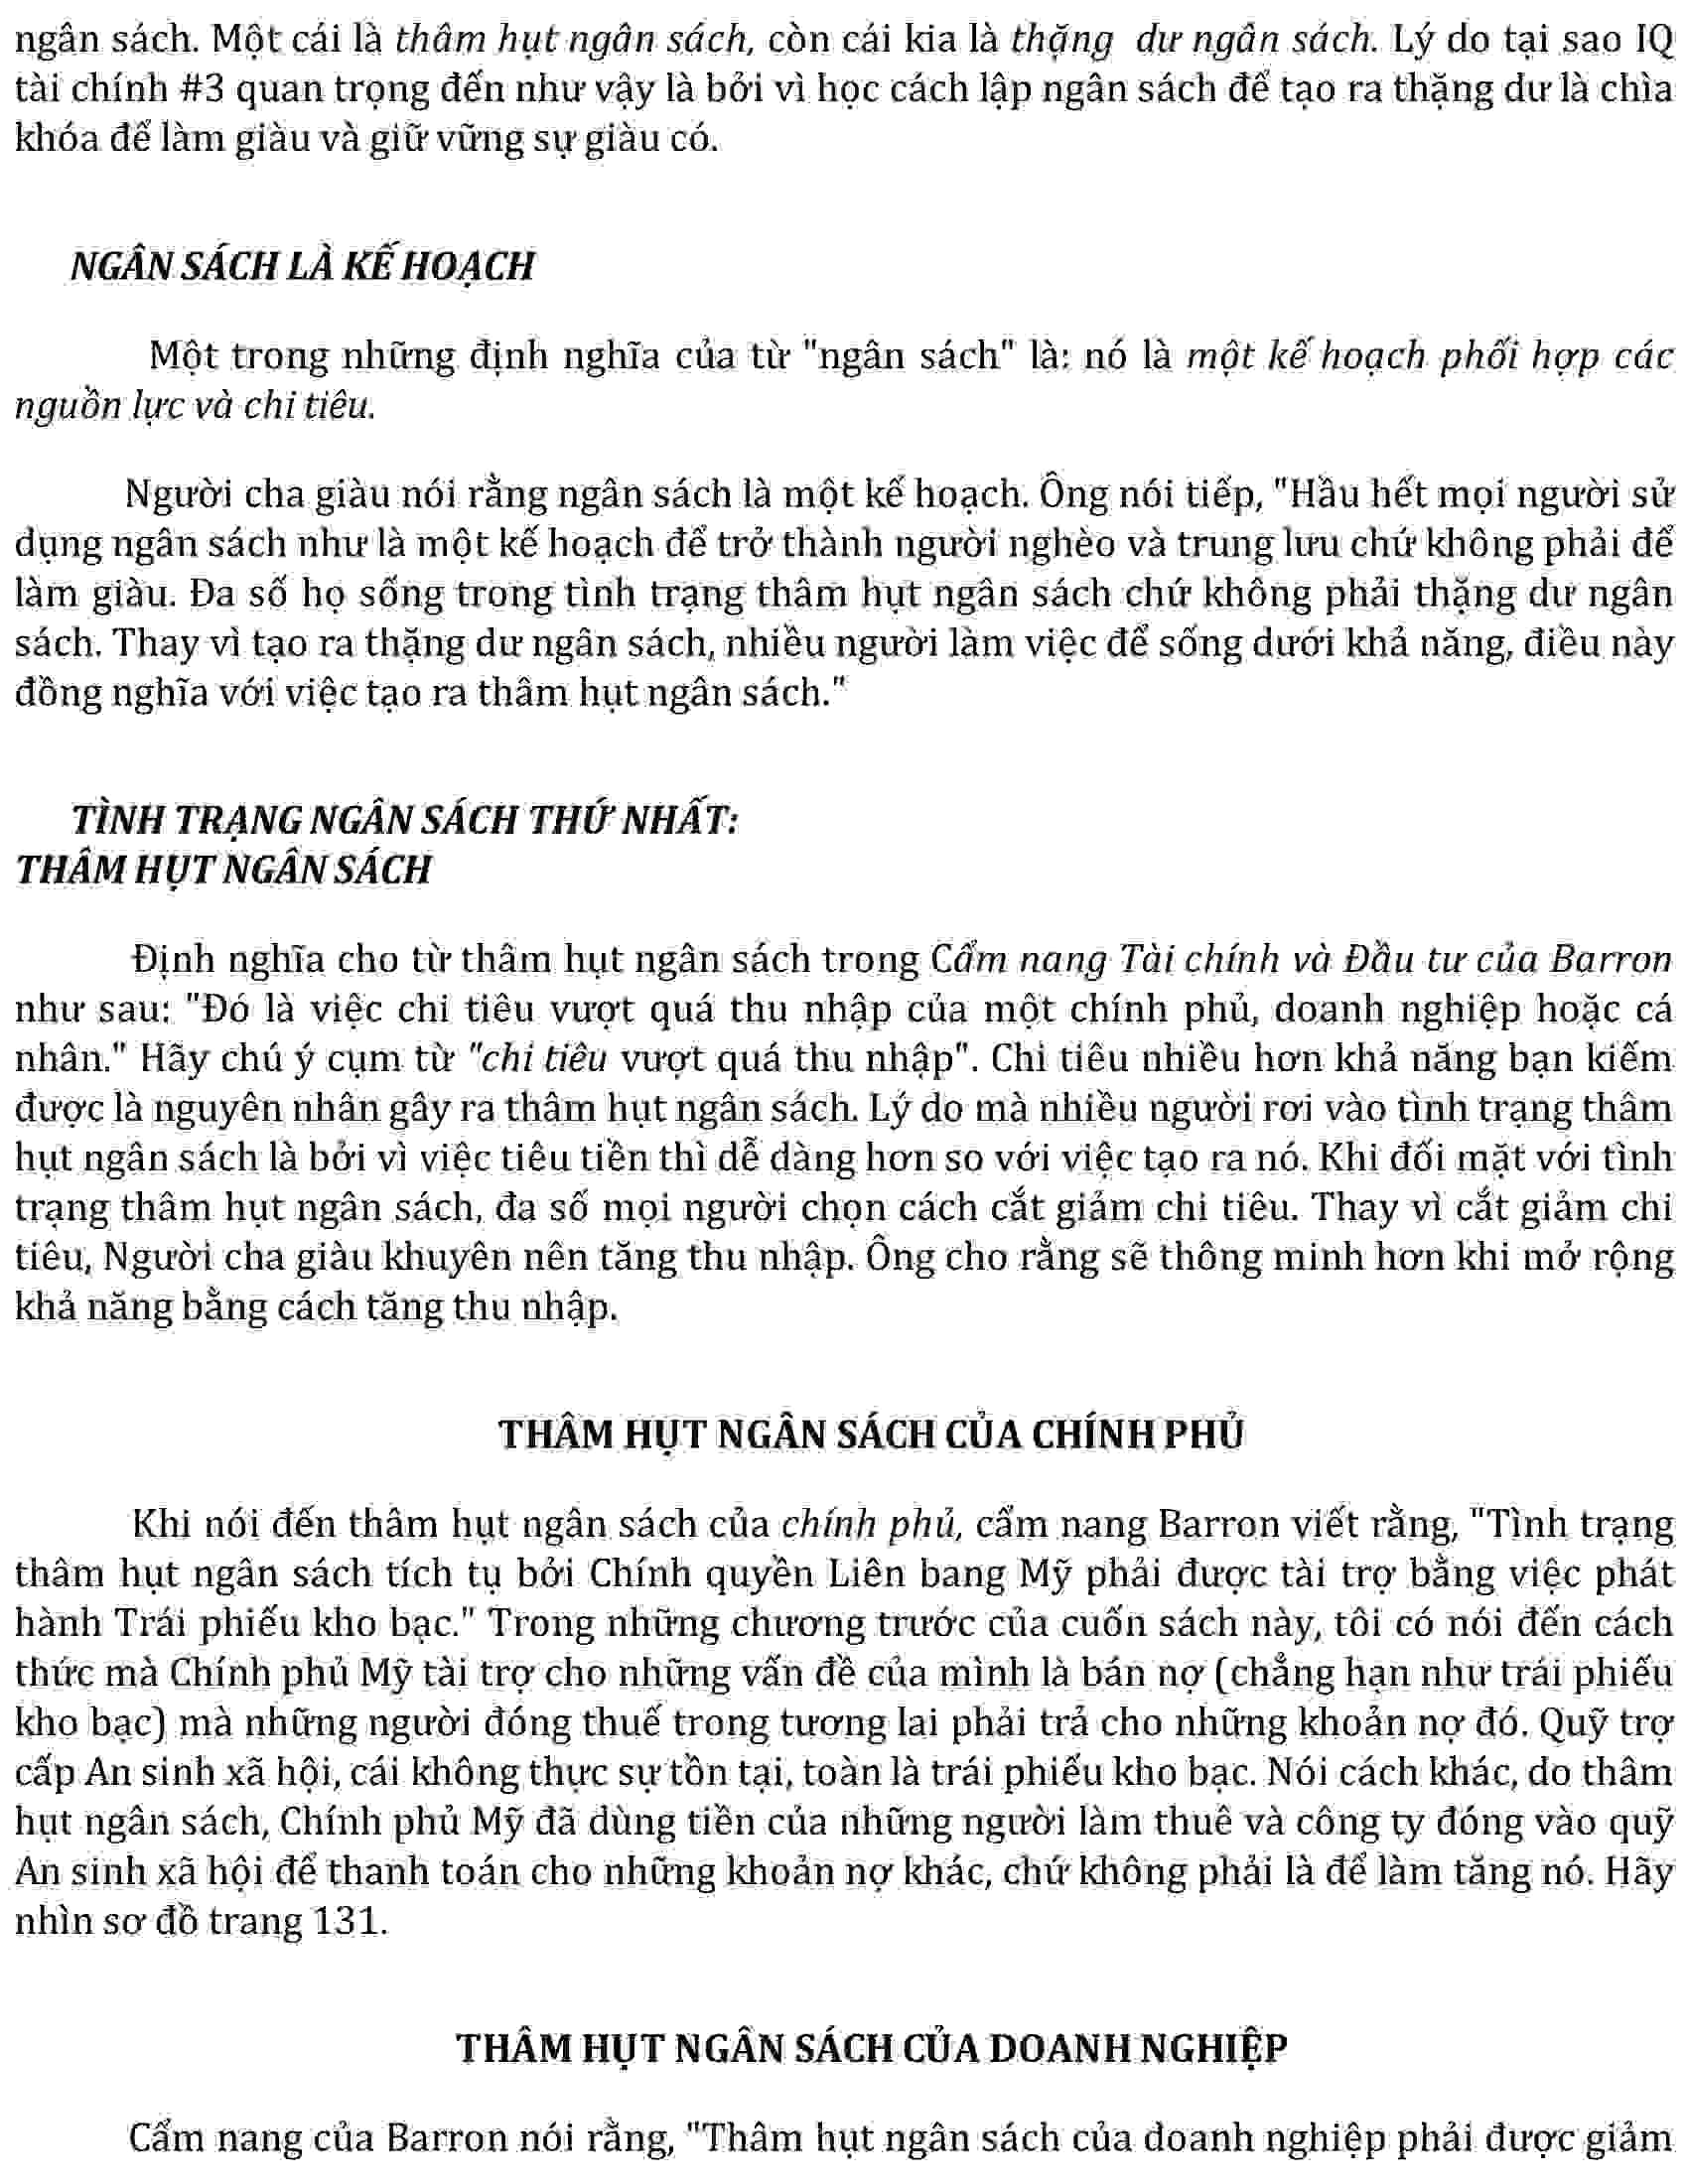 ngân sách. Một cái là thâm hụt ngân sách, còn cái kia là thặng dư ngân sách. Lý do tại sao IQ
tài chính #3 quan trọng đến như vậy là bởi vì học cách lập ngân sách để tạo ra thặng dư là chìa
khóa để làm giàu và giữ vững sự giàu có.
NGÂN SÁCH LÀ KẾ HOẠCH
Một trong những định nghĩa của từ "ngân sách" là: nó là một kế hoạch phối hợp các
nguồn lực và chi tiêu.
Người cha giàu nói rằng ngân sách là một kế hoạch. Ông nói tiếp, "Hầu hết mọi người sử
dụng ngân sách như là một kế hoạch để trở thành người nghèo và trung lưu chứ không phải để
làm giàu. Đa số họ sống trong tình trạng thâm hụt ngân sách chứ không phải thặng dư ngân
sách. Thay vì tạo ra thặng dư ngân sách, nhiều người làm việc để sống dưới khả năng, điều này
đồng nghĩa với việc tạo ra thâm hụt ngân sách."
TÌNH TRẠNG NGÂN SÁCH THỨ NHẤT:
THÂM HỤT NGÂN SÁCH
Định nghĩa cho từ thâm hụt ngân sách trong Cẩm nang Tài chính và Đầu tư của Barron
như sau: "Đó là việc chi tiêu vượt quá thu nhập của một chính phủ, doanh nghiệp hoặc cá
nhân." Hãy chú ý cụm từ "chi tiêu vượt quá thu nhập". Chi tiêu nhiều hơn khả năng bạn kiếm
được là nguyên nhân gây ra thâm hụt ngân sách. Lý do mà nhiều người rơi vào tình trạng thâm
hụt ngân sách là bởi vì việc tiêu tiền thì dễ dàng hơn so với việc tạo ra nó. Khi đối mặt với tình
trạng thâm hụt ngân sách, đa số mọi người chọn cách cắt giảm chi tiêu. Thay vì cắt giảm chi
tiêu, Người cha giàu khuyên nên tăng thu nhập. Ông cho rằng sẽ thông minh hơn khi mở rộng
khả năng bằng cách tăng thu nhập.
THÂM HỤT NGÂN SÁCH CỦA CHÍNH PHỦ
Khi nói đến thâm hụt ngân sách của chính phủ, cẩm nang Barron viết rằng, "Tình trạng
thâm hụt ngân sách tích tụ bởi Chính quyền Liên bang Mỹ phải được tài trợ bằng việc phát
hành Trái phiếu kho bạc." Trong những chương trước của cuốn sách này, tôi có nói đến cách
thức mà Chính phủ Mỹ tài trợ cho những vấn đề của mình là bán nợ (chẳng hạn như trái phiếu
kho bạc) mà những người đóng thuế trong tương lai phải trả cho những khoản nợ đó. Quỹ trợ
cấp An sinh xã hội, cái không thực sự tồn tại, toàn là trái phiếu kho bạc. Nói cách khác, do thâm
hụt ngân sách, Chính phủ Mỹ đã dùng tiền của những người làm thuê và công ty đóng vào quỹ
An sinh xã hội để thanh toán cho những khoản nợ khác, chứ không phải là để làm tăng nó. Hãy
nhìn sơ đồ trang 131.
THÂM HỤT NGÂN SÁCH CỦA DOANH NGHIỆP
Cẩm nang của Barron nói rằng, "Thâm hụt ngân sách của doanh nghiệp phải được giảm